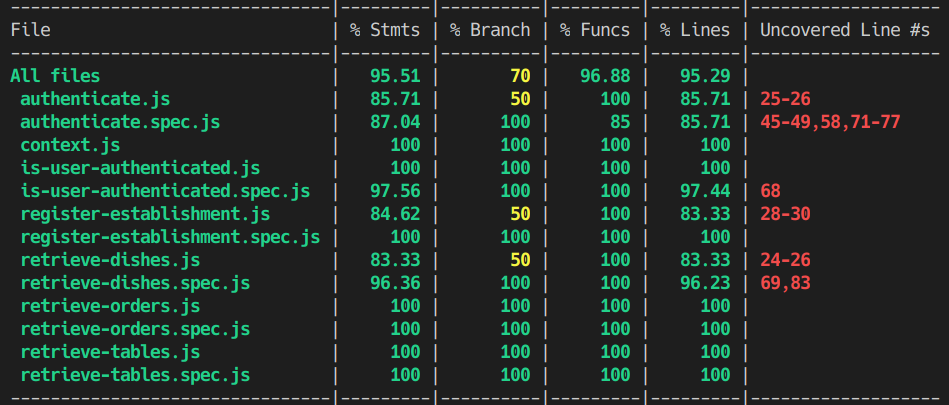 --------------------------------|---------|----------|---------|---------|-------------------
File                            | % Stmts | % Branch | % Funcs | % Lines | Uncovered Line #s
--------------------------------|---------|----------|---------|---------|-------------------
All files                       |   95.51 |       70 |   96.88 |   95.29 |
 authenticate.js                |   85.71 |       50 |     100 |   85.71 | 25-26
 authenticate.spec.js           |   87.04 |      100 |      85 |   85.71 | 45-49,58,71-77
 context.js                     |     100 |      100 |     100 |     100 |
 is-user-authenticated.js       |     100 |      100 |     100 |     100 |
 is-user-authenticated.spec.js  |   97.56 |      100 |     100 |   97.44 | 68
 register-establishment.js      |   84.62 |       50 |     100 |   83.33 | 28-30
 register-establishment.spec.js |     100 |      100 |     100 |     100 |
 retrieve-dishes.js             |   83.33 |       50 |     100 |   83.33 | 24-26
 retrieve-dishes.spec.js        |   96.36 |      100 |     100 |   96.23 | 69,83
 retrieve-orders.js             |     100 |      100 |     100 |     100 |
 retrieve-orders.spec.js        |     100 |      100 |     100 |     100 |
 retrieve-tables.js             |     100 |      100 |     100 |     100 |
 retrieve-tables.spec.js        |     100 |      100 |     100 |     100 |
--------------------------------|---------|----------|---------|---------|-------------------